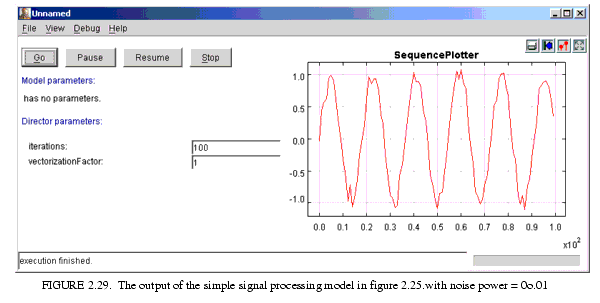 Unnamed
File View Debug Help
Go Pause Resume Stop
Model parameters:
has no parameters.
Director parameters:
iterations: 100
vectorizationFactor: 1
SequencePlotter
1.0
0.5
0.0
-0.5
-1.0
0.0 0.1 0.2 0.3 0.4 0.5 0.6 0.7 0.8 0.9 1.0
x10²
execution finished.
FIGURE 2.29. The output of the simple signal processing model in figure 2.25.with noise power = 0o.01